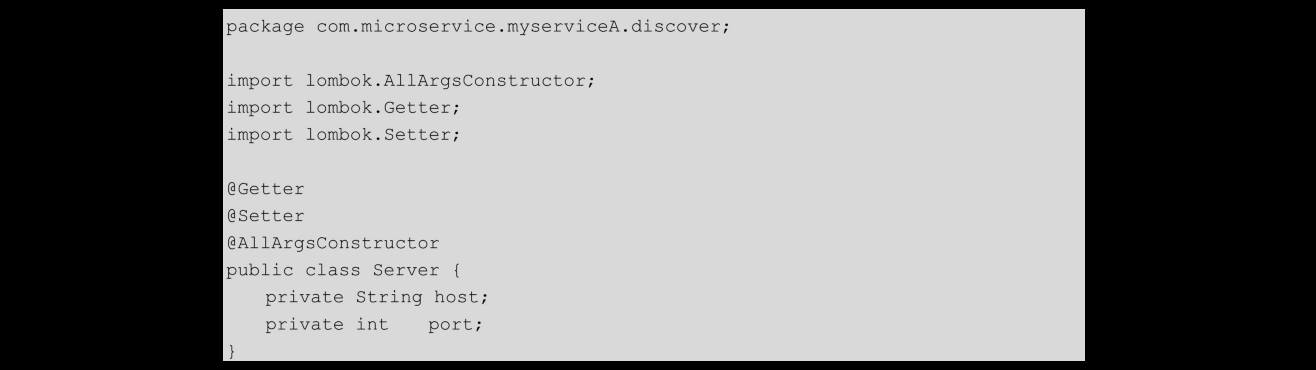 package com.microservice.myserviceA.discover;
import lombok.AllArgsConstructor;
import lombok.Getter;
import lombok.Setter;
@Getter
@Setter
@AllArgsConstructor
public class Server {
private String host;
private int port;
}